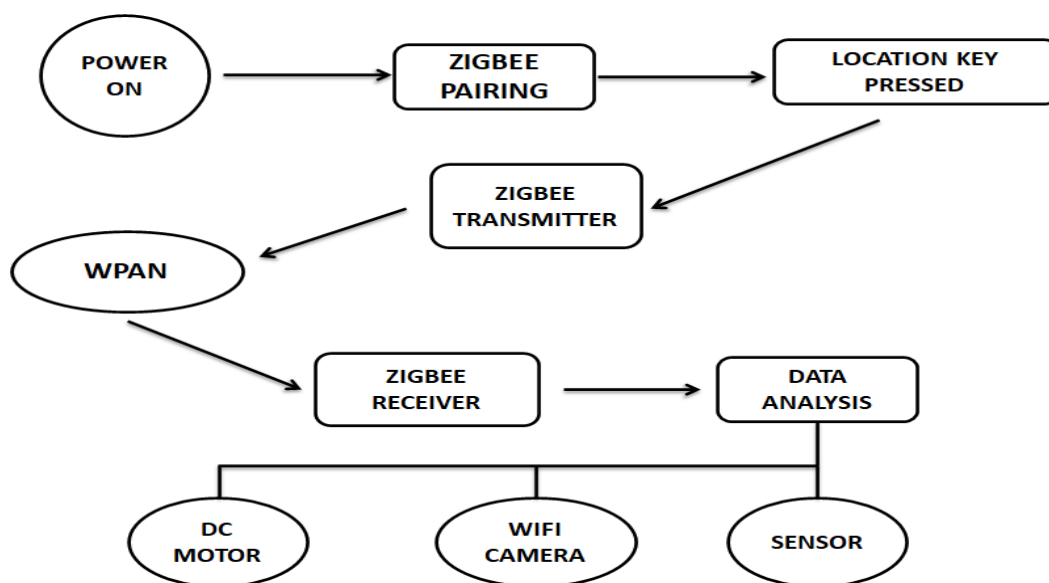 POWER
ON
ZIGBEE
PAIRING
LOCATION KEY
PRESSED
ZIGBEE
TRANSMITTER
WPAN
ZIGBEE
RECEIVER
DATA
ANALYSIS
DC
MOTOR
WIFI
CAMERA
SENSOR